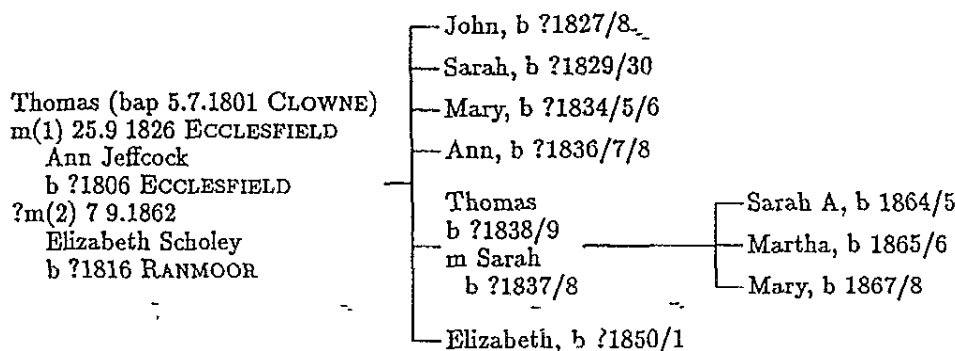 Thomas (bap 5.7.1801 CLOWNE)
m(1) 25.9 1826 ECCLESFIELD
Ann Jeffcock
b ?1806 ECCLESFIELD
?m(2) 7 9.1862
Elizabeth Scholey
b ?1816 RANMOOR
John, b ?1827/8
Sarah, b ?1829/30
Mary, b ?1834/5/6
Ann, b ?1836/7/8
Thomas
b ?1838/9
m Sarah
b ?1837/8
Elizabeth, b ?1850/1
Sarah A, b 1864/5
Martha, b 1865/6
Mary, b 1867/8